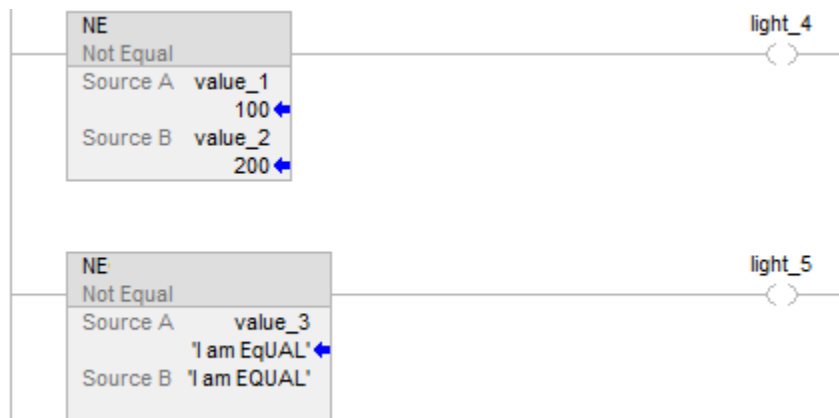 NE light_4
Not Equal
Source A value_1
100
Source B value_2
200
NE light_5
Not Equal
Source A value_3
'I am EqUAL'
Source B 'I am EQUAL'